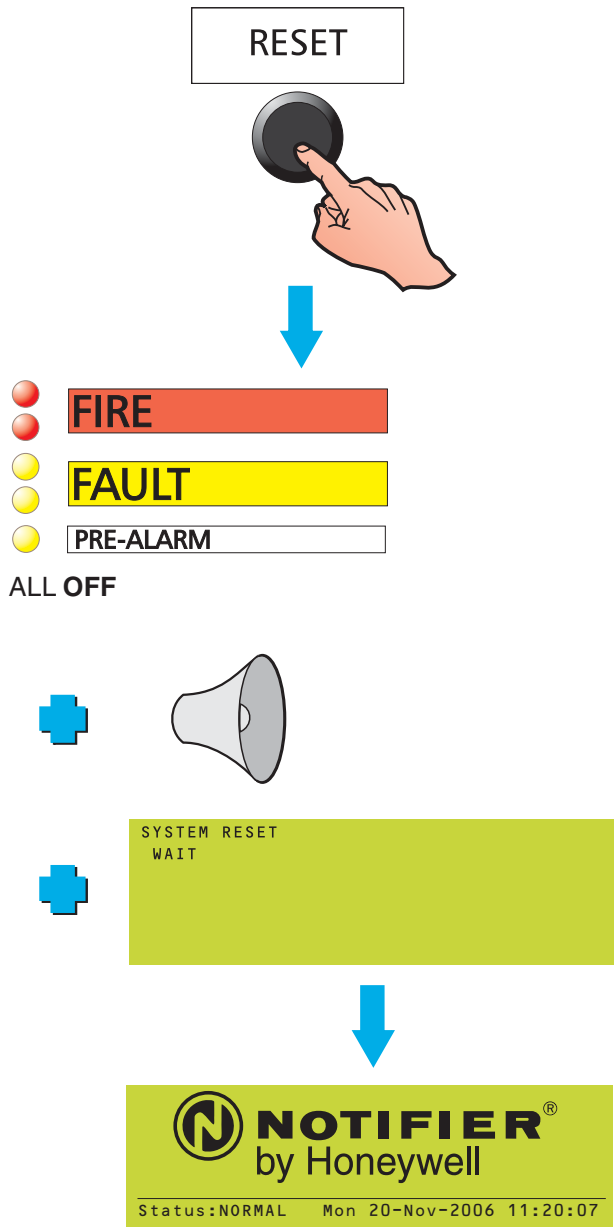 RESET
FIRE
FAULT
PRE-ALARM
ALL OFF
SYSTEM RESET
WAIT
N NOTIFIER®
by Honeywell
Status:NORMAL Mon 20-Nov-2006 11:20:07